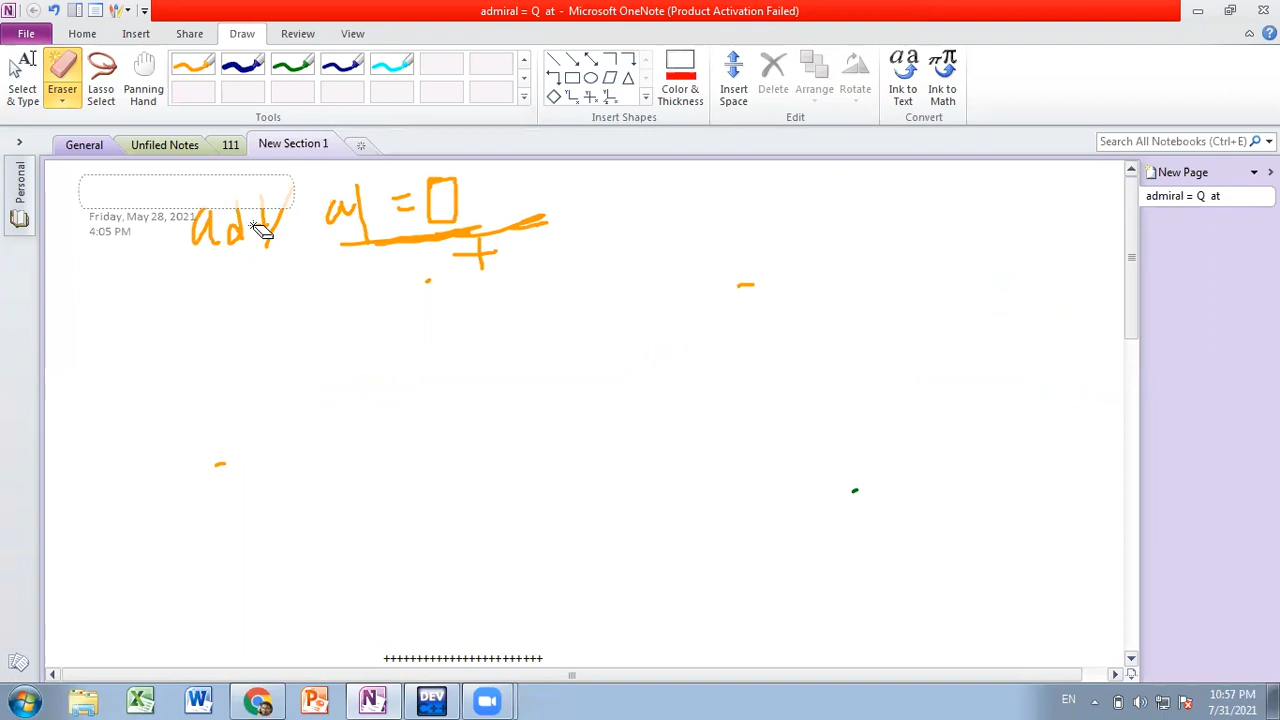 admiral = Q  at  -  Microsoft OneNote (Product Activation Failed)
File Home Insert Share Draw Review View
Select & Type
Eraser
Lasso Select
Panning Hand
Color & Thickness
Insert Space
Delete
Arrange
Rotate
Ink to Text
Ink to Math
Tools Insert Shapes Edit Convert
General Unfiled Notes 111 New Section 1
Search All Notebooks (Ctrl+E)
Personal
New Page
admiral = Q  at
Friday, May 28, 2021
4:05 PM
=
+
+++++++++++++++++++++++++
EN
10:57 PM
7/31/2021
DEV